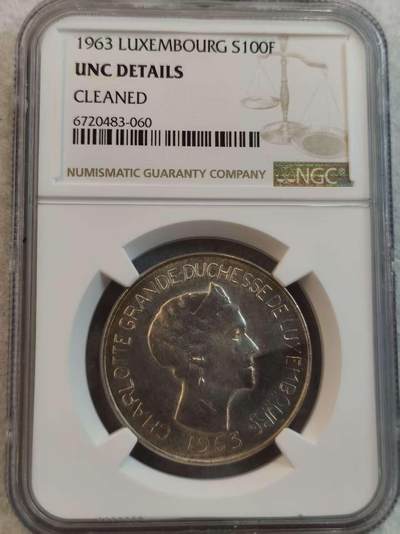 1963 LUXEMBOURG S100F
UNC DETAILS
CLEANED
6720483-060
NUMISMATIC GUARANTY COMPANY
NGC®
CHARLOTTE GRANDE DUCHESSE DE LUXEMBOURG
1963